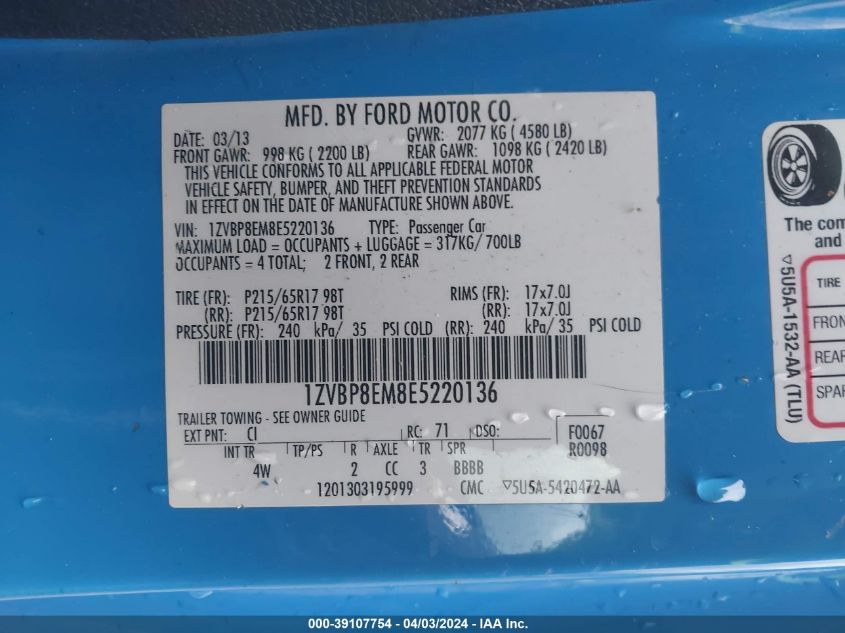 MFD. BY FORD MOTOR CO.
DATE: 03/13 GVWR: 2077 KG ( 4580 LB)
FRONT GAWR: 998 KG ( 2200 LB) REAR GAWR: 1098 KG ( 2420 LB)
THIS VEHICLE CONFORMS TO ALL APPLICABLE FEDERAL MOTOR
VEHICLE SAFETY, BUMPER, AND THEFT PREVENTION STANDARDS
IN EFFECT ON THE DATE OF MANUFACTURE SHOWN ABOVE.
VIN: 1ZVBP8EM8E5220136 TYPE: Passenger Car
MAXIMUM LOAD = OCCUPANTS + LUGGAGE = 317KG/ 700LB
OCCUPANTS = 4 TOTAL; 2 FRONT, 2 REAR
TIRE (FR): P215/65R17 98T RIMS (FR): 17x7.0J
(RR): P215/65R17 98T (RR): 17x7.0J
PRESSURE (FR): 240 kPa/ 35 PSI COLD (RR): 240 kPa/ 35 PSI COLD
1ZVBP8EM8E5220136
TRAILER TOWING - SEE OWNER GUIDE
EXT PNT: CI RC: 71 DSO: F0067
INT TR TP/PS R AXLE TR SPR R0098
4W 2 CC 3 BBBB
1201303195999 CMC ▽5U5A-5420472-AA
The com
and
▽5U5A-1532-AA (TLU)
TIRE
FRON
REAR
SPAR
000-39107754 - 04/03/2024 - IAA Inc.